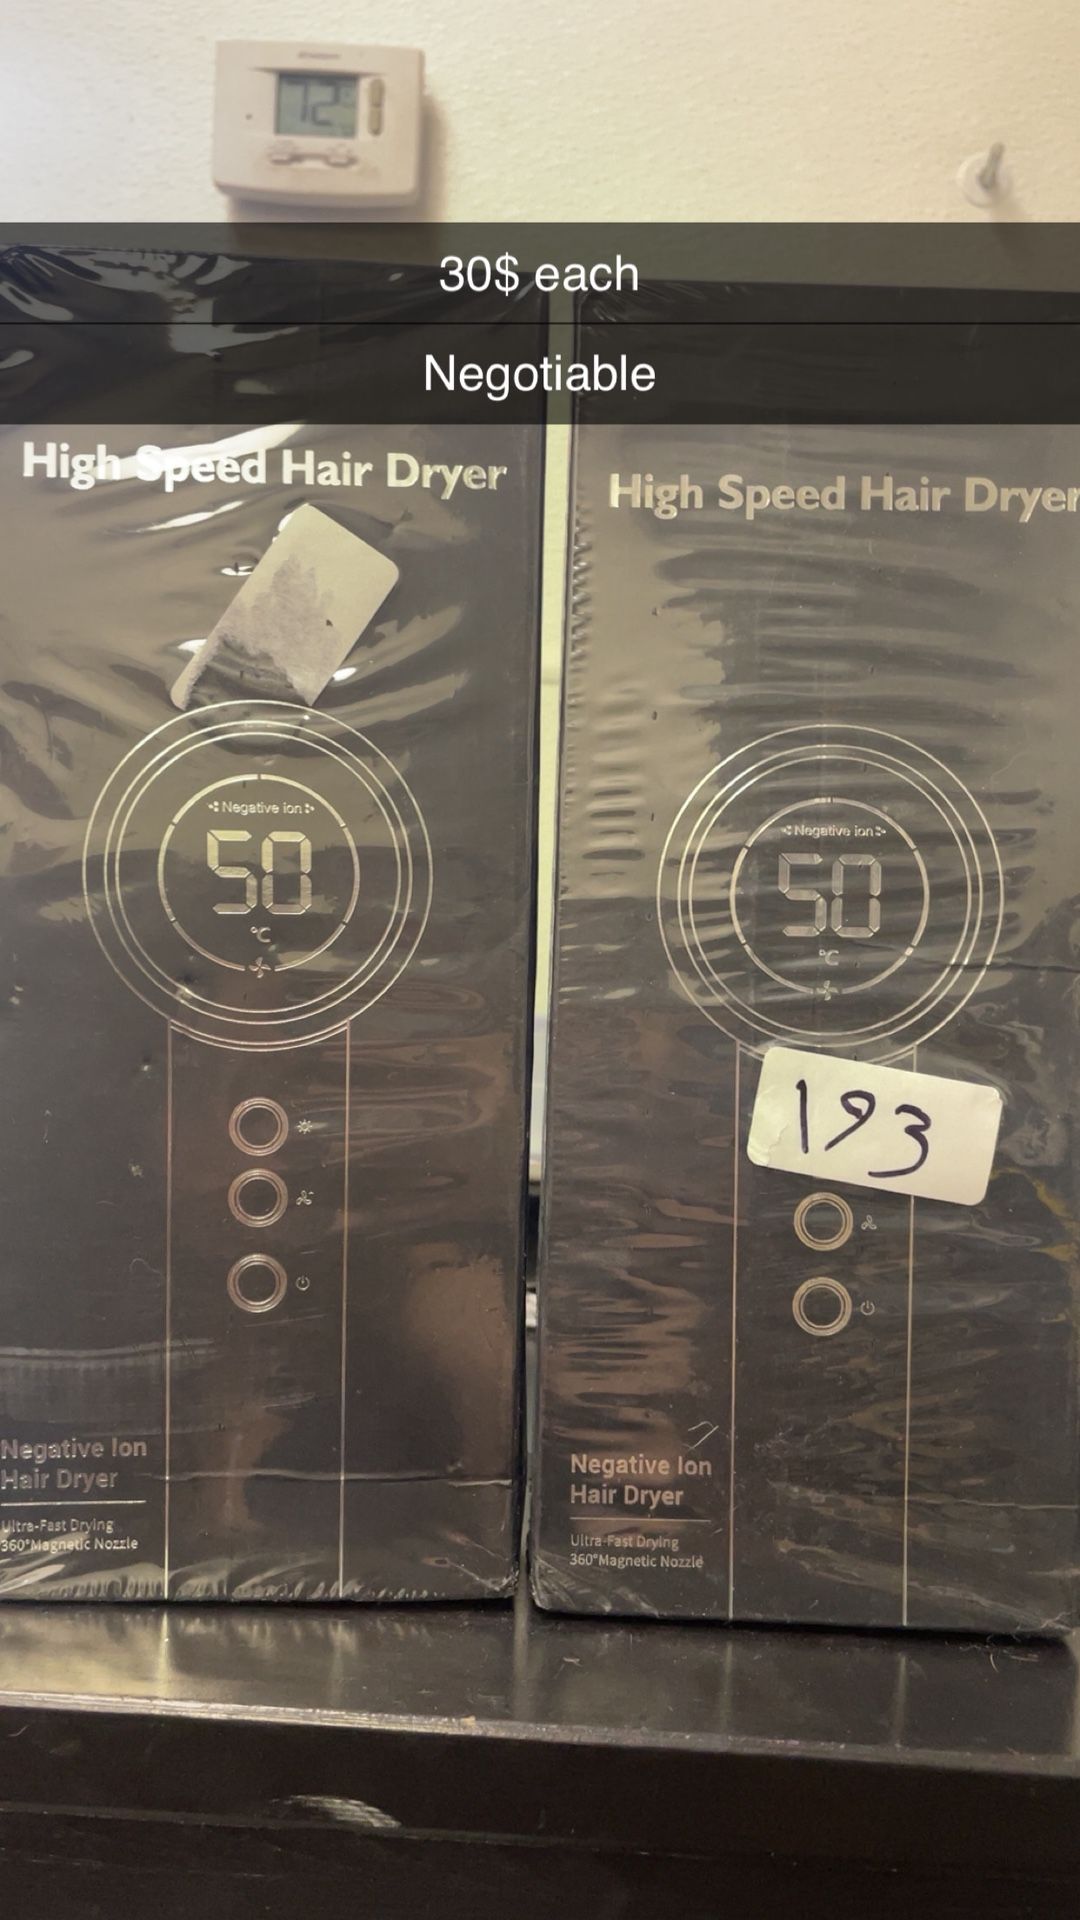 72°
30$ each
Negotiable
High Speed Hair Dryer
Negative ion
50
°C
Negative Ion
Hair Dryer
Ultra-Fast Drying
360°Magnetic Nozzle
High Speed Hair Dryer
Negative ion
50
°C
193
Negative Ion
Hair Dryer
Ultra-Fast Drying
360°Magnetic Nozzle